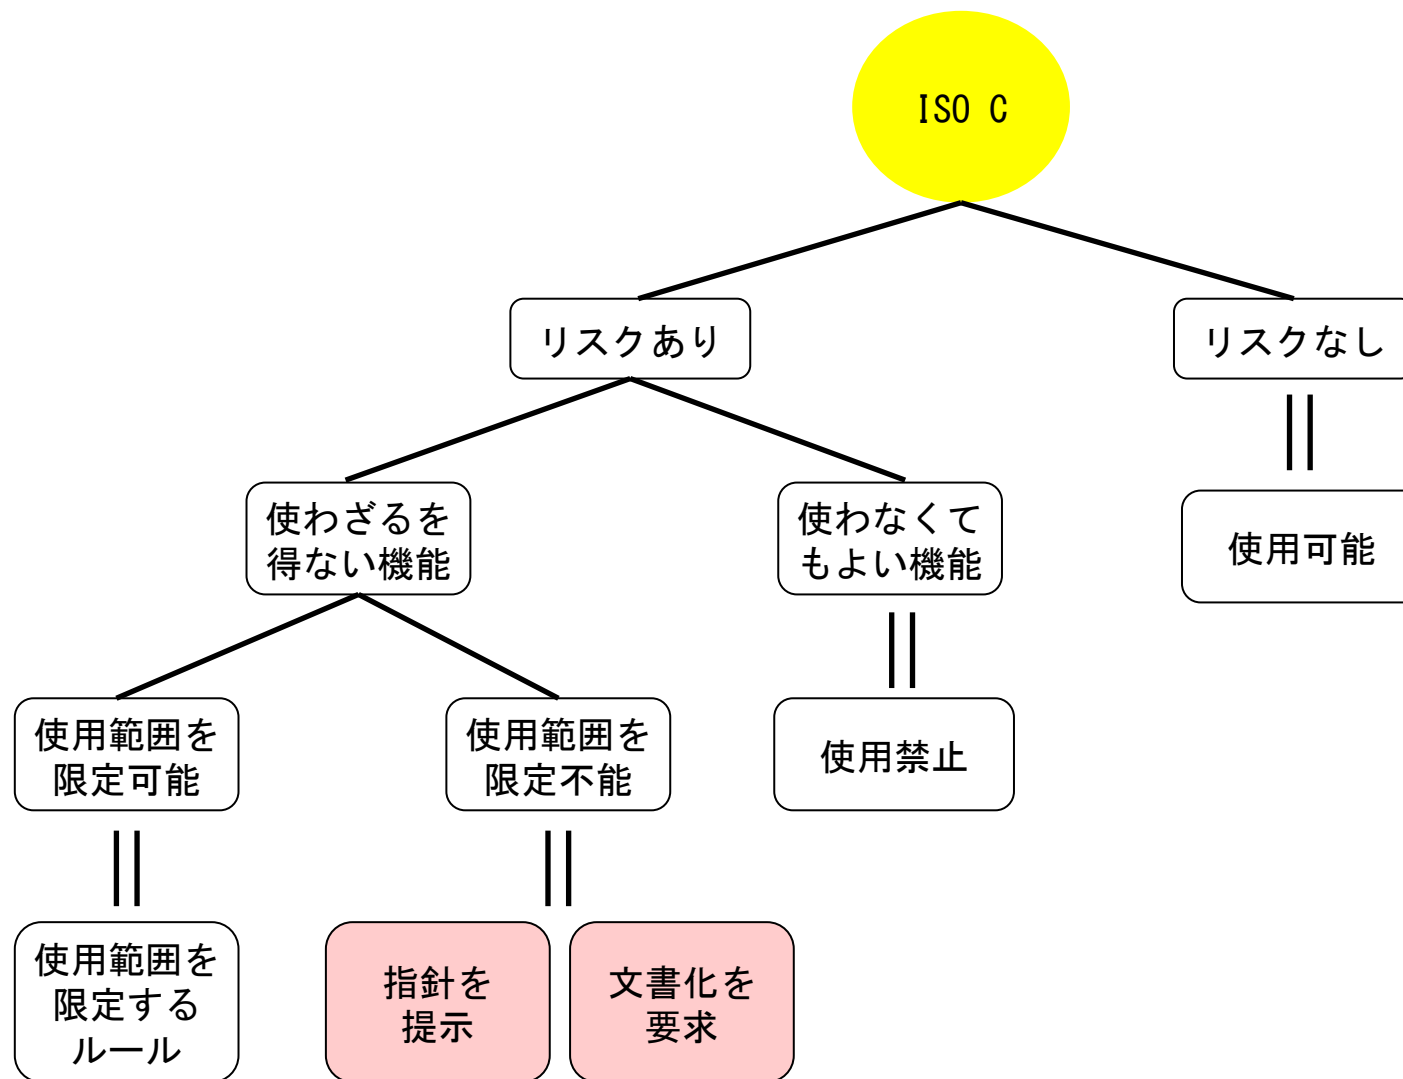 ISO C
リスクあり
リスクなし
使わざるを
得ない機能
使わなくて
もよい機能
使用可能
使用範囲を
限定可能
使用範囲を
限定不能
使用禁止
使用範囲を
限定する
ルール
指針を
提示
文書化を
要求